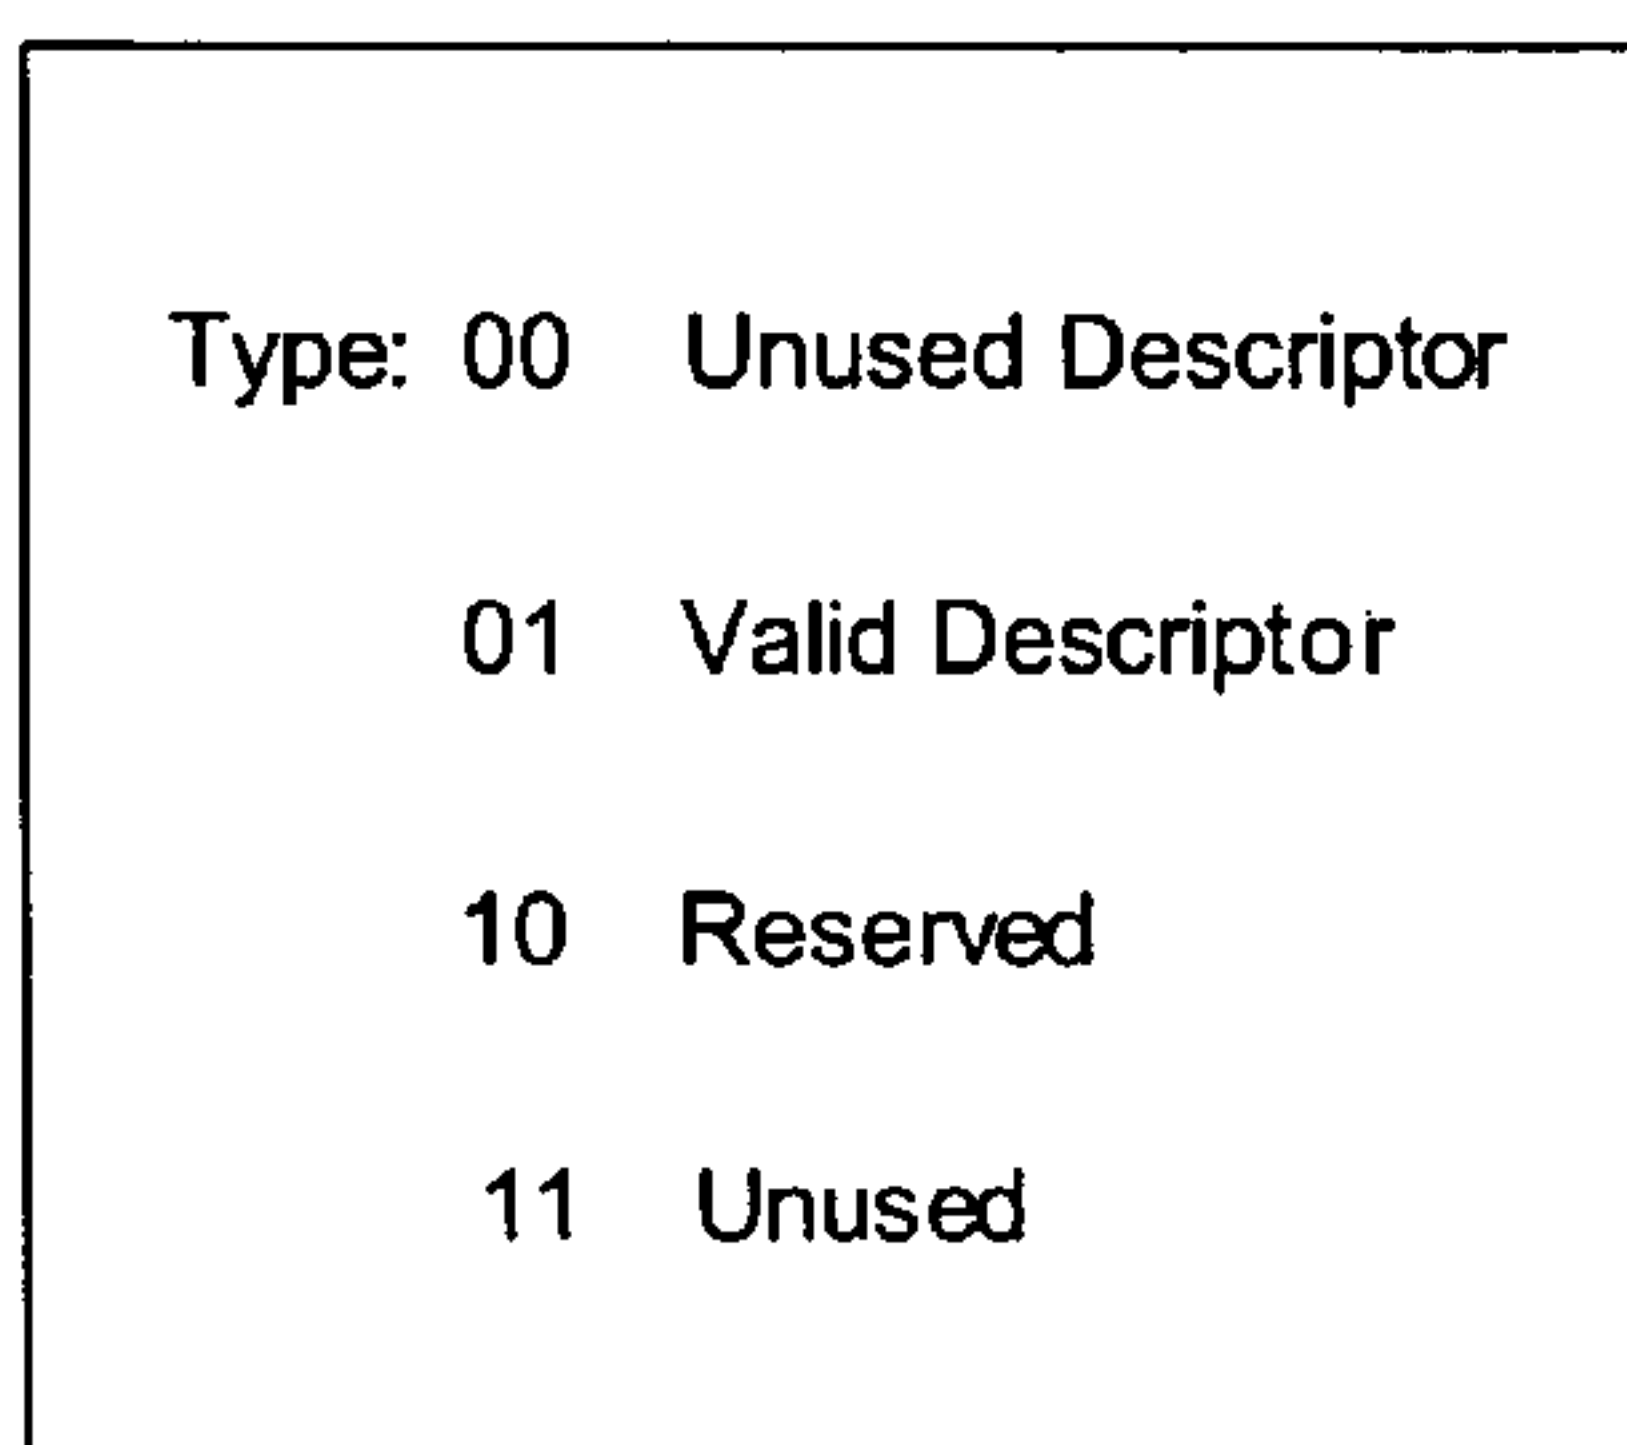 Type: 00 Unused Descriptor
01 Valid Descriptor
10 Reserved
11 Unused